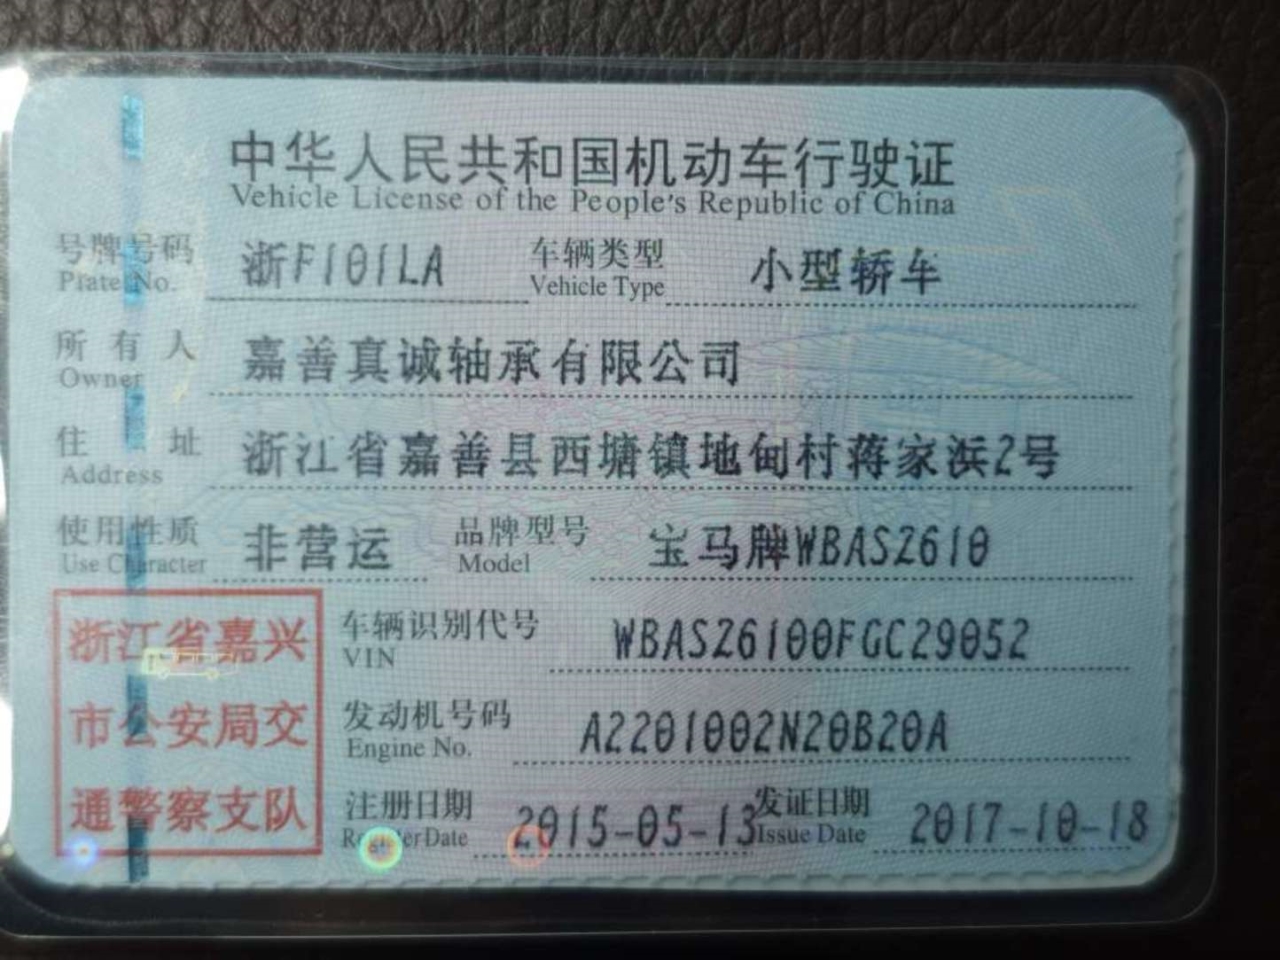 中华人民共和国机动车行驶证
Vehicle License of the People's Republic of China
号牌号码 浙F101LA 车辆类型 小型轿车
Plate No. Vehicle Type
所有人 嘉善真诚轴承有限公司
Owner
住址 浙江省嘉善县西塘镇地甸村蒋家浜2号
Address
使用性质 非营运 品牌型号 宝马牌WBAS2610
Use Character Model
浙江省嘉兴
市公安局交
通警察支队
车辆识别代号 WBAS26100FGC29052
VIN
发动机号码 A2201002N20B20A
Engine No.
注册日期 2015-05-13 发证日期 2017-10-18
Register Date Issue Date